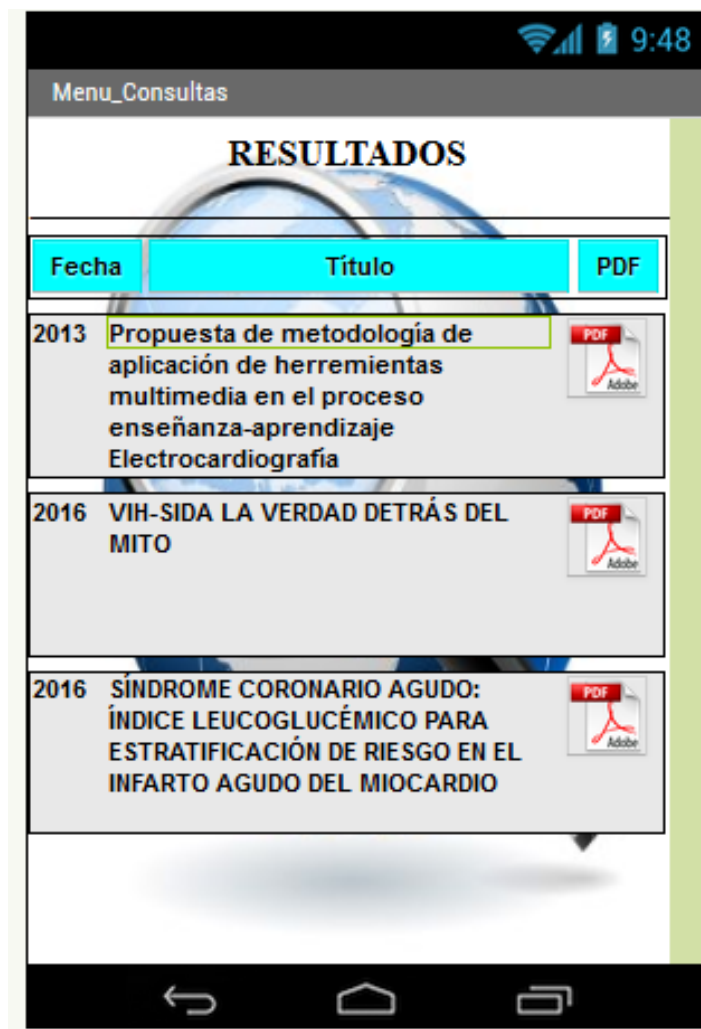 9:48
Menu_Consultas
RESULTADOS
Fecha Título PDF
2013 Propuesta de metodología de
aplicación de herremientas
multimedia en el proceso
enseñanza-aprendizaje
Electrocardiografía
PDF
Adobe
2016 VIH-SIDA LA VERDAD DETRÁS DEL
MITO
PDF
Adobe
2016 SÍNDROME CORONARIO AGUDO:
ÍNDICE LEUCOGLUCÉMICO PARA
ESTRATIFICACIÓN DE RIESGO EN EL
INFARTO AGUDO DEL MIOCARDIO
PDF
Adobe